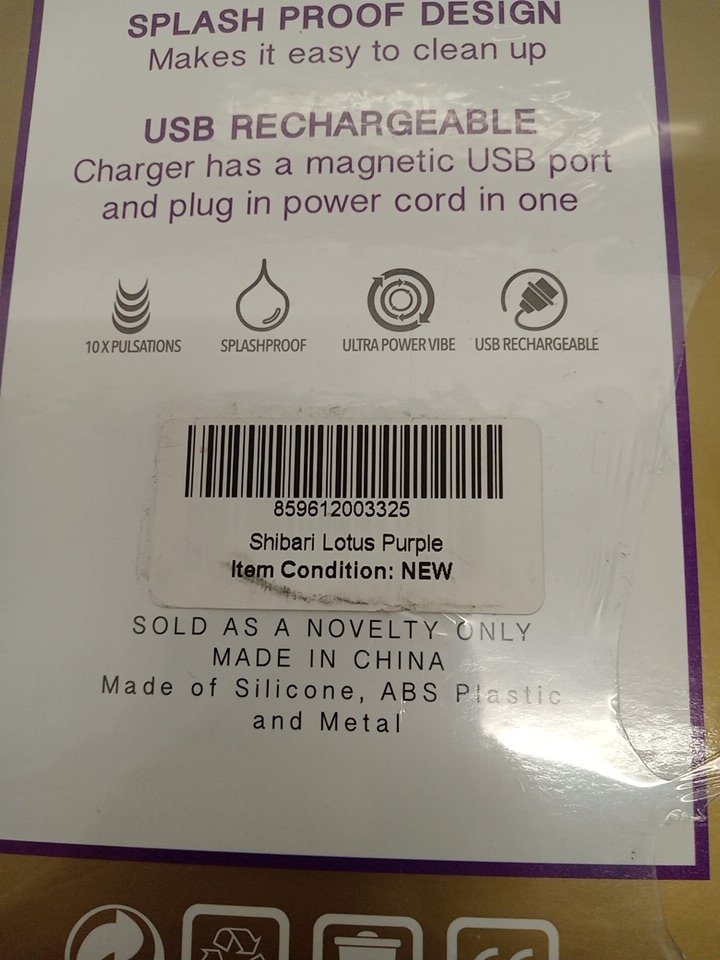 SPLASH PROOF DESIGN
Makes it easy to clean up
USB RECHARGEABLE
Charger has a magnetic USB port
and plug in power cord in one
10 X PULSATIONS
SPLASHPROOF
ULTRA POWER VIBE
USB RECHARGEABLE
859612003325
Shibari Lotus Purple
Item Condition: NEW
SOLD AS A NOVELTY ONLY
MADE IN CHINA
Made of Silicone, ABS Plastic
and Metal